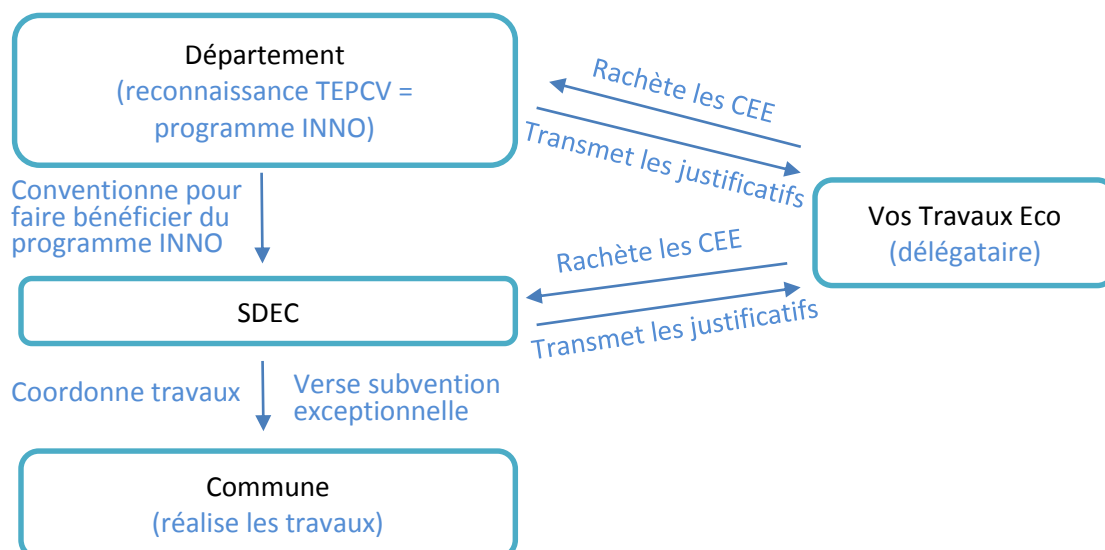 Département
(reconnaissance TEPCV =
programme INNO)
Rachète les CEE
Transmet les justificatifs
Conventionne pour
faire bénéficier du
programme INNO
Vos Travaux Eco
(délégataire)
Rachète les CEE
SDEC
Transmet les justificatifs
Coordonne travaux
Verse subvention
exceptionnelle
Commune
(réalise les travaux)